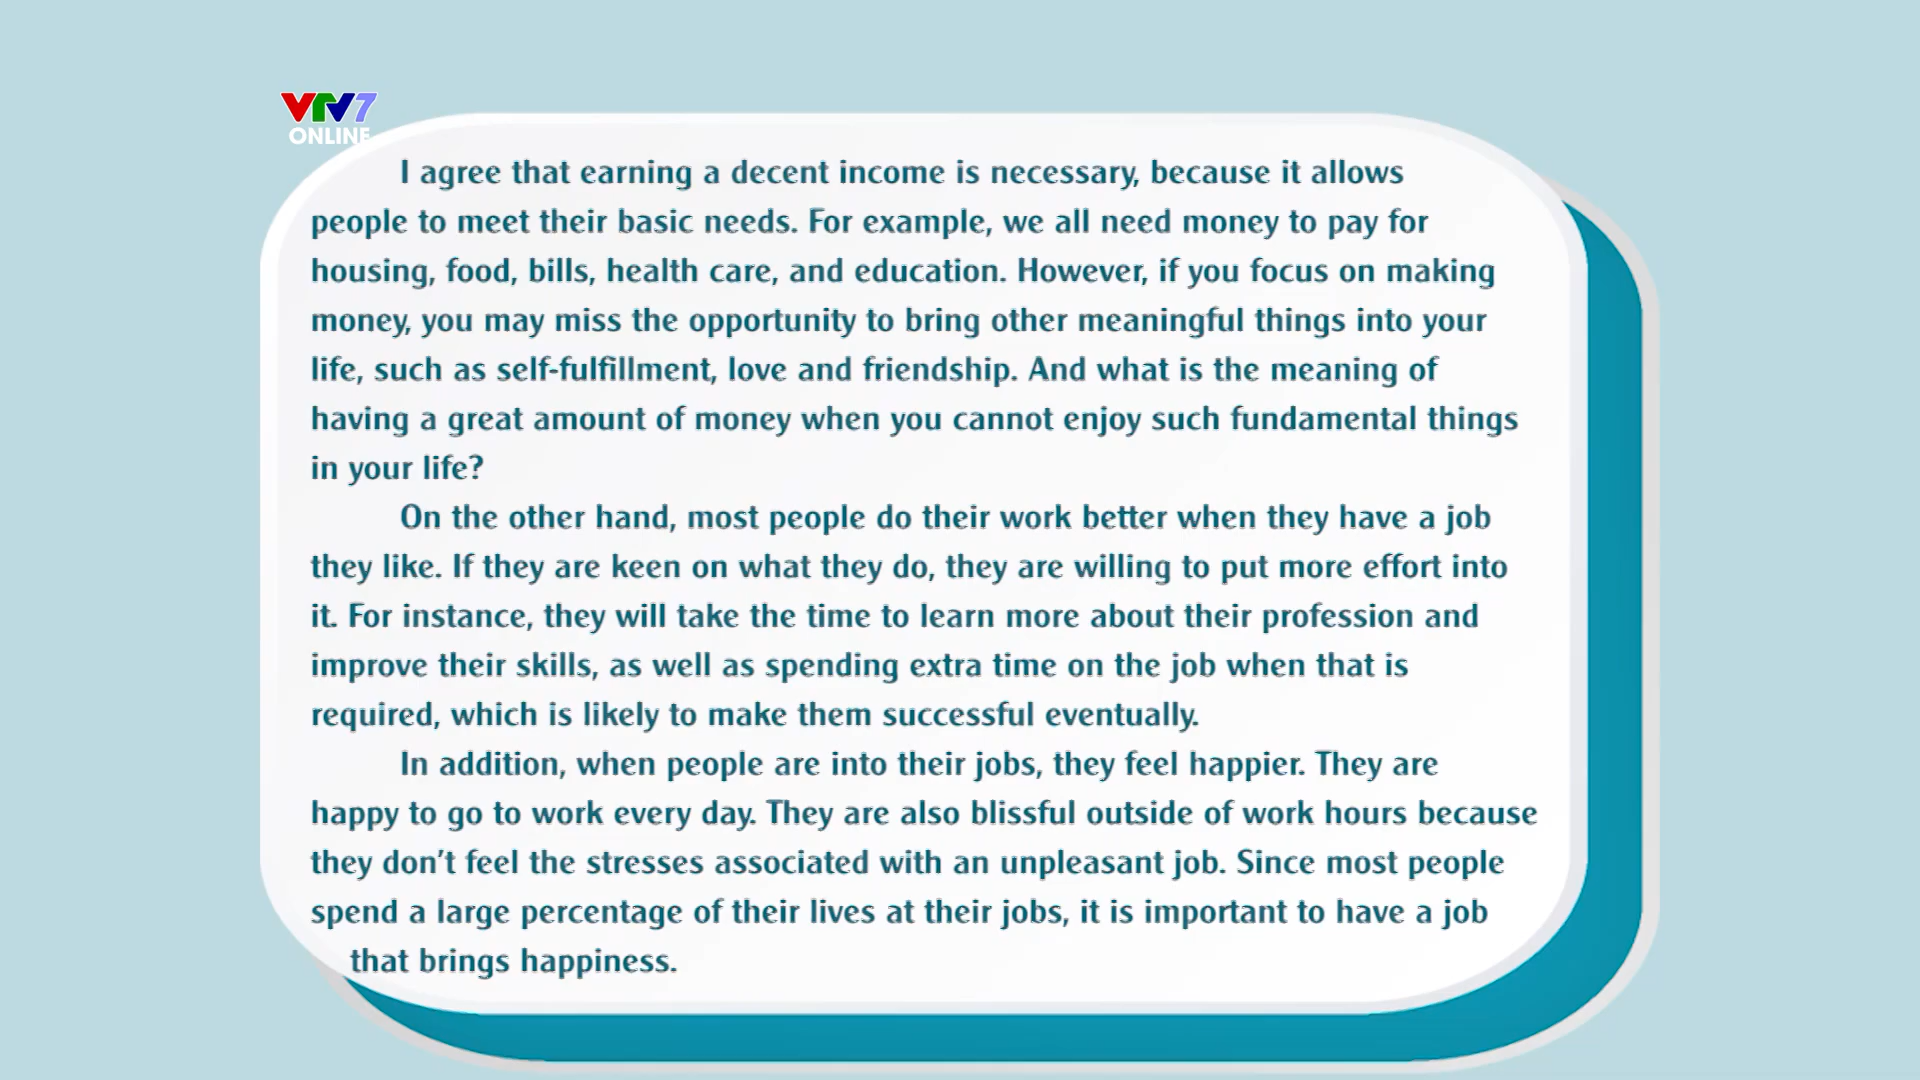 VTV7
ONLINE
I agree that earning a decent income is necessary, because it allows
people to meet their basic needs. For example, we all need money to pay for
housing, food, bills, health care, and education. However, if you focus on making
money, you may miss the opportunity to bring other meaningful things into your
life, such as self-fulfillment, love and friendship. And what is the meaning of
having a great amount of money when you cannot enjoy such fundamental things
in your life?
On the other hand, most people do their work better when they have a job
they like. If they are keen on what they do, they are willing to put more effort into
it. For instance, they will take the time to learn more about their profession and
improve their skills, as well as spending extra time on the job when that is
required, which is likely to make them successful eventually.
In addition, when people are into their jobs, they feel happier. They are
happy to go to work every day. They are also blissful outside of work hours because
they don't feel the stresses associated with an unpleasant job. Since most people
spend a large percentage of their lives at their jobs, it is important to have a job
that brings happiness.